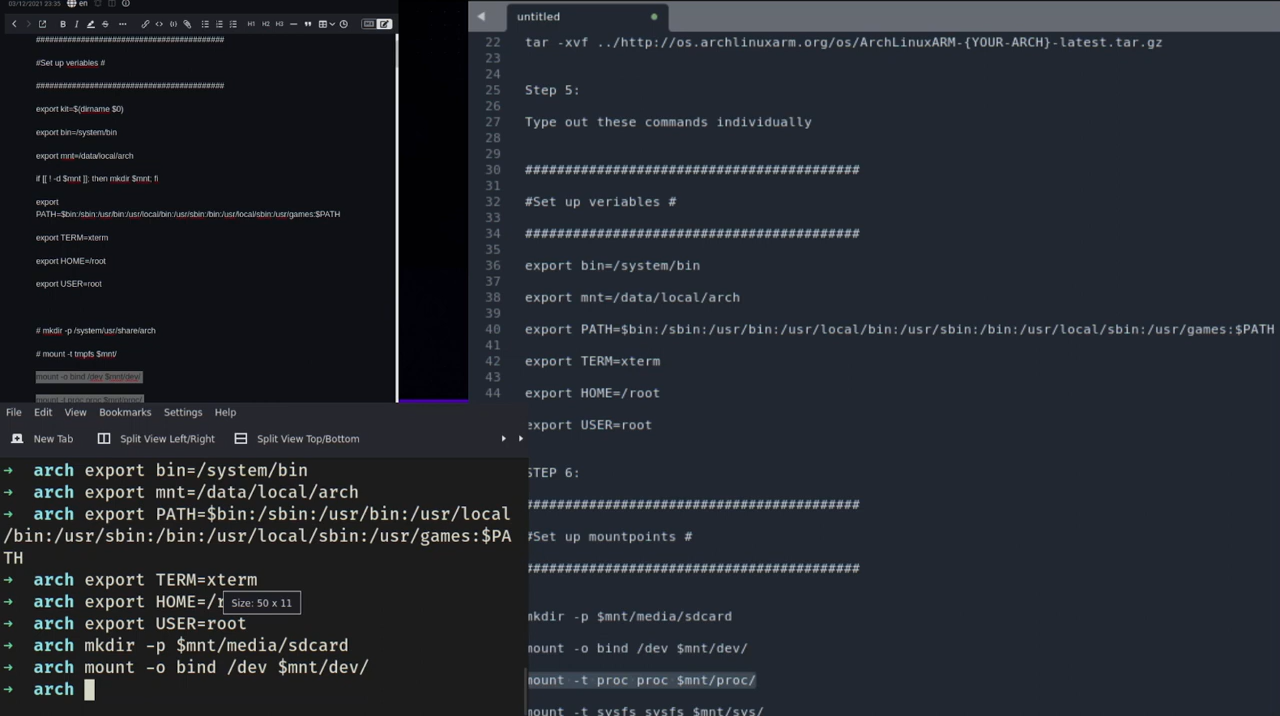 03/12/2021 23:35
en
H1 H2 H3
##########################################
#Set up veriables #
##########################################
export kit=$(dirname $0)
export bin=/system/bin
export mnt=/data/local/arch
if [[ ! -d $mnt ]]; then mkdir $mnt; fi
export
PATH=$bin:/sbin:/usr/bin:/usr/local/bin:/usr/sbin:/bin:/usr/local/sbin:/usr/games:$PATH
export TERM=xterm
export HOME=/root
export USER=root
# mkdir -p /system/usr/share/arch
# mount -t tmpfs $mnt/
mount -o bind /dev $mnt/dev/
mount -t proc proc $mnt/proc/
File Edit View Bookmarks Settings Help
New Tab Split View Left/Right Split View Top/Bottom
➜ arch export bin=/system/bin
➜ arch export mnt=/data/local/arch
➜ arch export PATH=$bin:/sbin:/usr/bin:/usr/local
/bin:/usr/sbin:/bin:/usr/local/sbin:/usr/games:$PA
TH
➜ arch export TERM=xterm
➜ arch export HOME=/r
Size: 50 x 11
➜ arch export USER=root
➜ arch mkdir -p $mnt/media/sdcard
➜ arch mount -o bind /dev $mnt/dev/
➜ arch
untitled
22 tar -xvf ../http://os.archlinuxarm.org/os/ArchLinuxARM-{YOUR-ARCH}-latest.tar.gz
23
24
25 Step 5:
26
27 Type out these commands individually
28
29
30 ##########################################
31
32 #Set up veriables #
33
34 ##########################################
35
36 export bin=/system/bin
37
38 export mnt=/data/local/arch
39
40 export PATH=$bin:/sbin:/usr/bin:/usr/local/bin:/usr/sbin:/bin:/usr/local/sbin:/usr/games:$PATH
41
42 export TERM=xterm
43
44 export HOME=/root
export USER=root
STEP 6:
##########################################
#Set up mountpoints #
##########################################
mkdir -p $mnt/media/sdcard
mount -o bind /dev $mnt/dev/
mount -t proc proc $mnt/proc/
mount -t sysfs sysfs $mnt/sys/